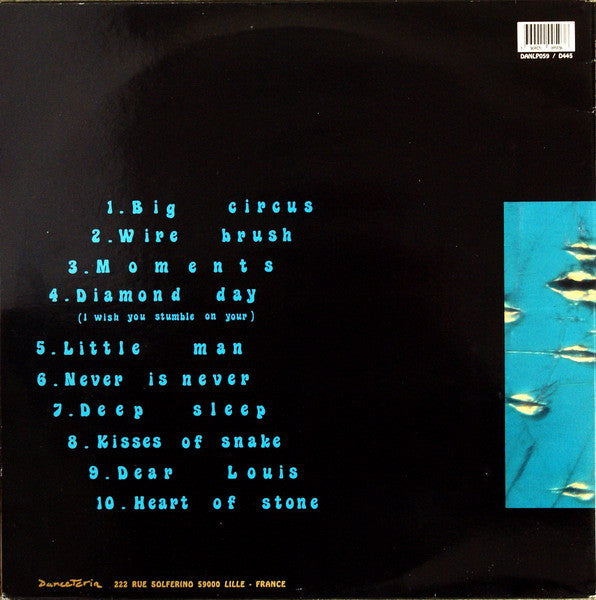 DANLP059 / D445
1. Big circus
2. Wire brush
3. Moments
4. Diamond day
(I wish you stumble on your)
5. Little man
6. Never is never
7. Deep sleep
8. Kisses of snake
9. Dear Louis
10. Heart of stone
DanceTeria 222 RUE SOLFERINO 59000 LILLE - FRANCE